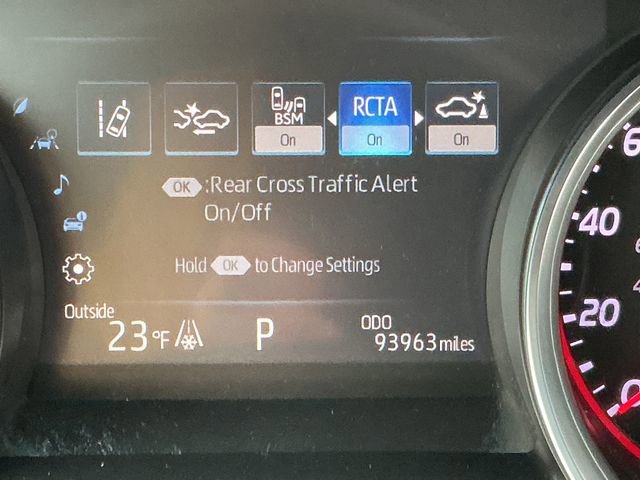 BSM
On
RCTA
On
On
OK :Rear Cross Traffic Alert
On/Off
Hold OK to Change Settings
Outside
23°F
P
ODO
93963 miles
60
40
20
0